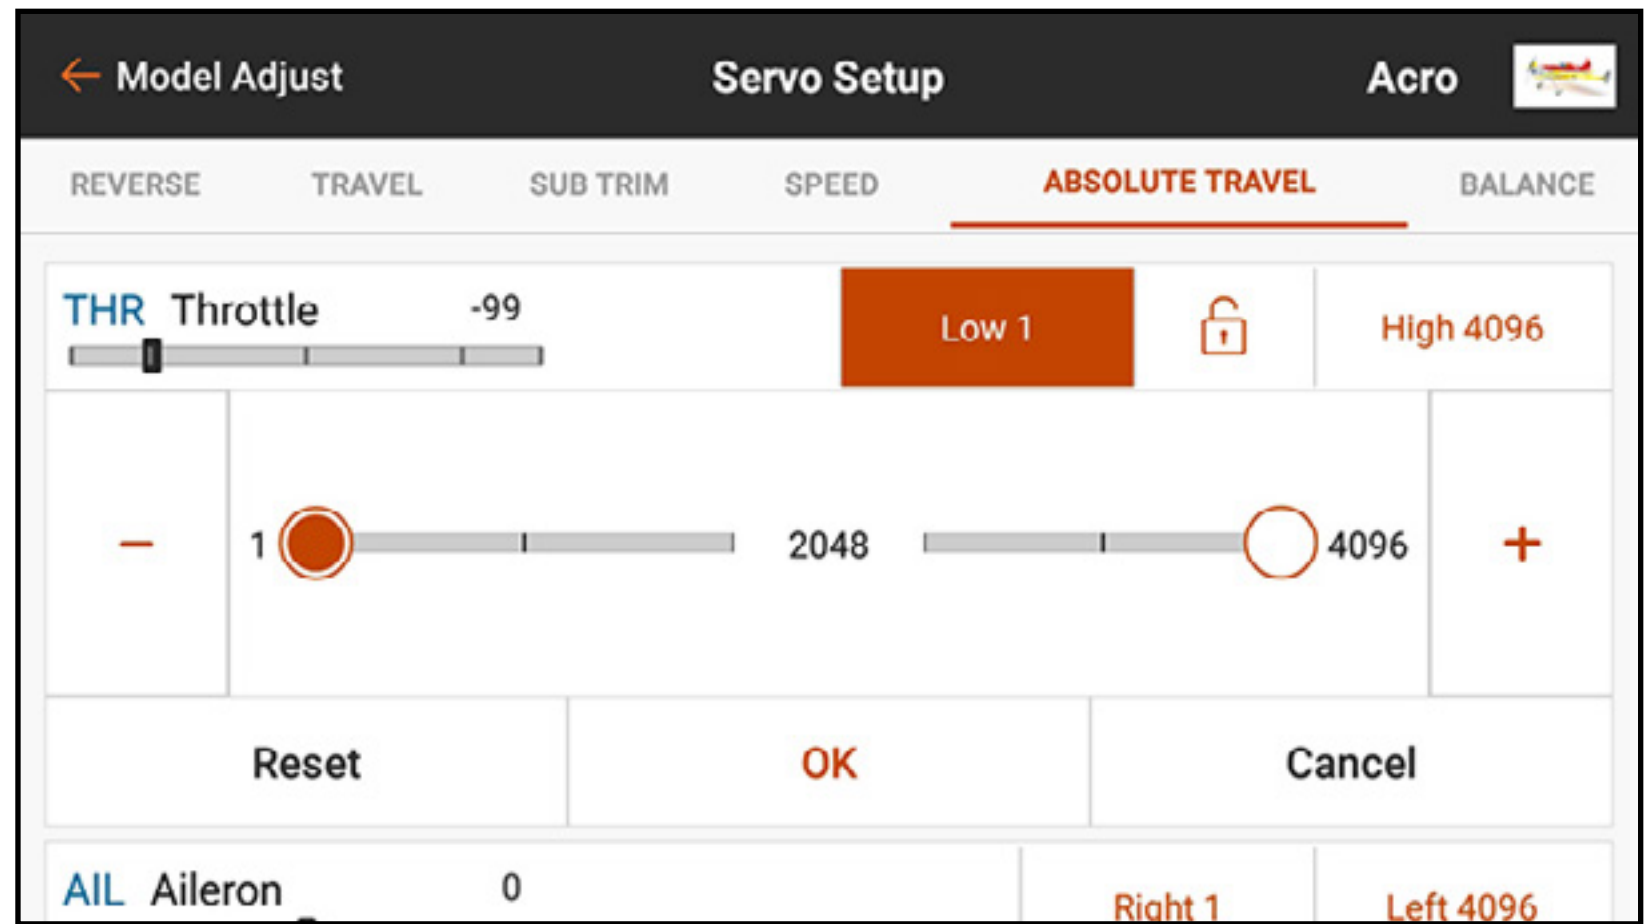 Model Adjust Servo Setup Acro
REVERSE TRAVEL SUB TRIM SPEED ABSOLUTE TRAVEL BALANCE
THR Throttle -99 Low 1 High 4096
− 1 2048 4096 +
Reset OK Cancel
AIL Aileron 0 Right 1 Left 4096